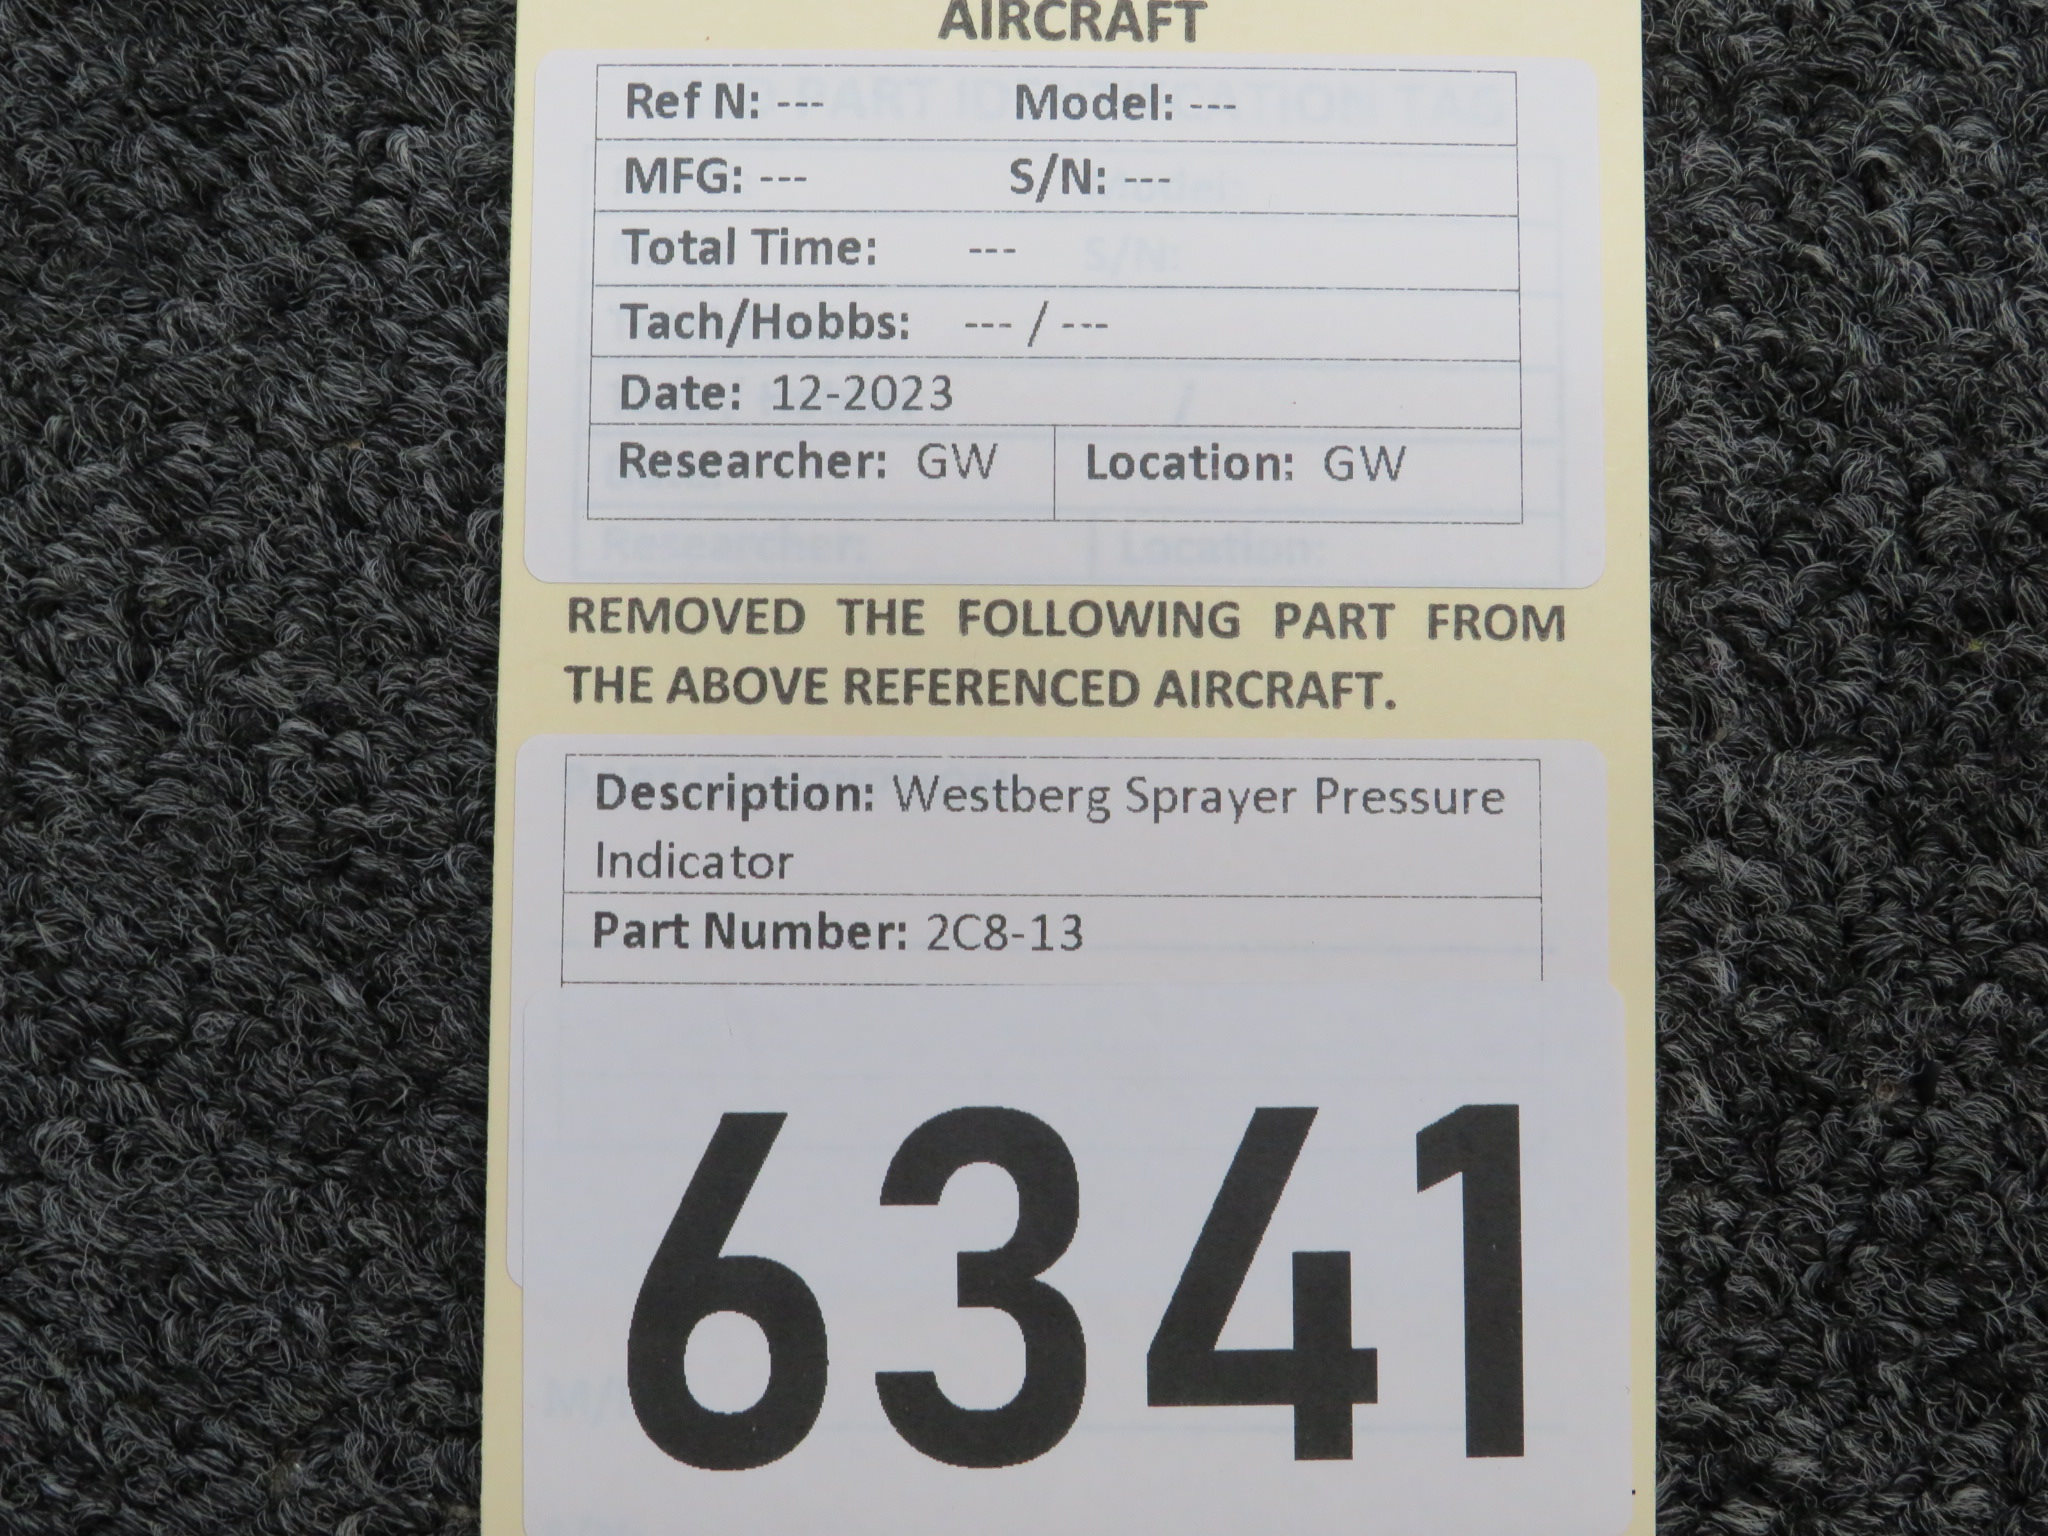 AIRCRAFT
Ref N: --- Model: ---
MFG: --- S/N: ---
Total Time: ---
Tach/Hobbs: --- / ---
Date: 12-2023
Researcher: GW Location: GW
REMOVED THE FOLLOWING PART FROM
THE ABOVE REFERENCED AIRCRAFT.
Description: Westberg Sprayer Pressure
Indicator
Part Number: 2C8-13
6341